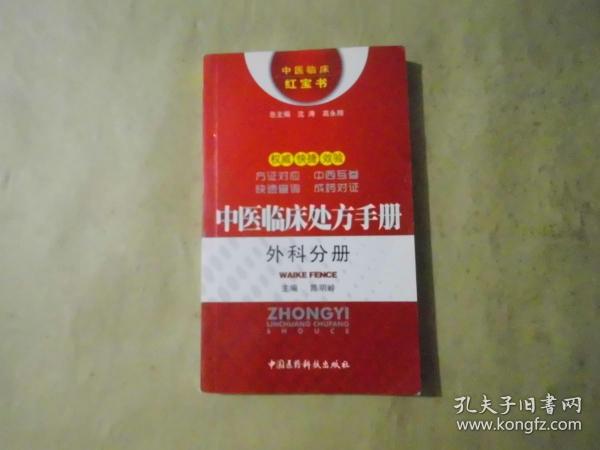 中医临床
红宝书
总主编 沈涛 高永翔
权威 快捷 效验
方证对应 中西互参
快速查询 成药对证
中医临床处方手册
外科分册
WAIKE FENCE
主编 陈明岭
ZHONGYI
LINCHUANG CHUFANG
SHOUCE
中国医药科技出版社
孔夫子旧书网
www.kongfz.com